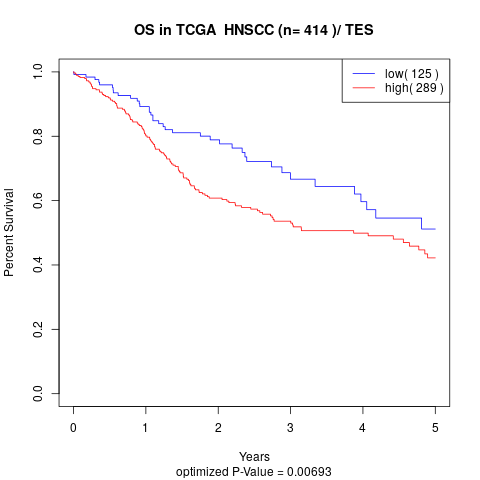 OS in TCGA  HNSCC (n= 414 )/ TES
low( 125 )
high( 289 )
Percent Survival
1.0
0.8
0.6
0.4
0.2
0.0
0 1 2 3 4 5
Years
optimized P-Value = 0.00693